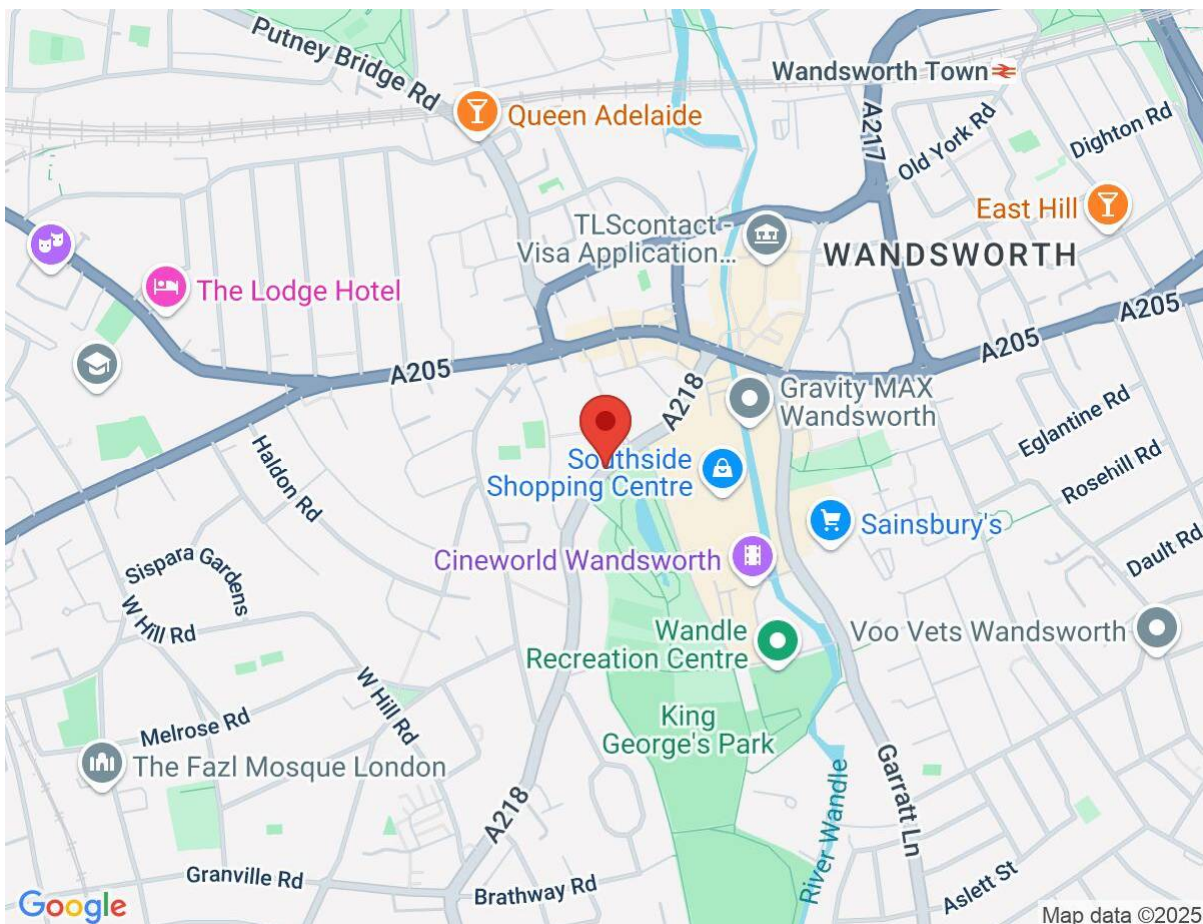 Putney Bridge Rd
Wandsworth Town
Queen Adelaide
A217
Old York Rd
Dighton Rd
East Hill
TLScontact -
Visa Application...
WANDSWORTH
The Lodge Hotel
A205
A205
A205
A218
Gravity MAX
Wandsworth
Eglantine Rd
Haldon Rd
Southside
Shopping Centre
Rosehill Rd
Sainsbury's
Cineworld Wandsworth
Dault Rd
Sispara Gardens
W Hill Rd
Wandle
Recreation Centre
Voo Vets Wandsworth
W Hill Rd
Melrose Rd
King
George's Park
The Fazl Mosque London
A218
River Wandle
Garratt Ln
Granville Rd
Brathway Rd
Aslett St
Google
Map data ©2025